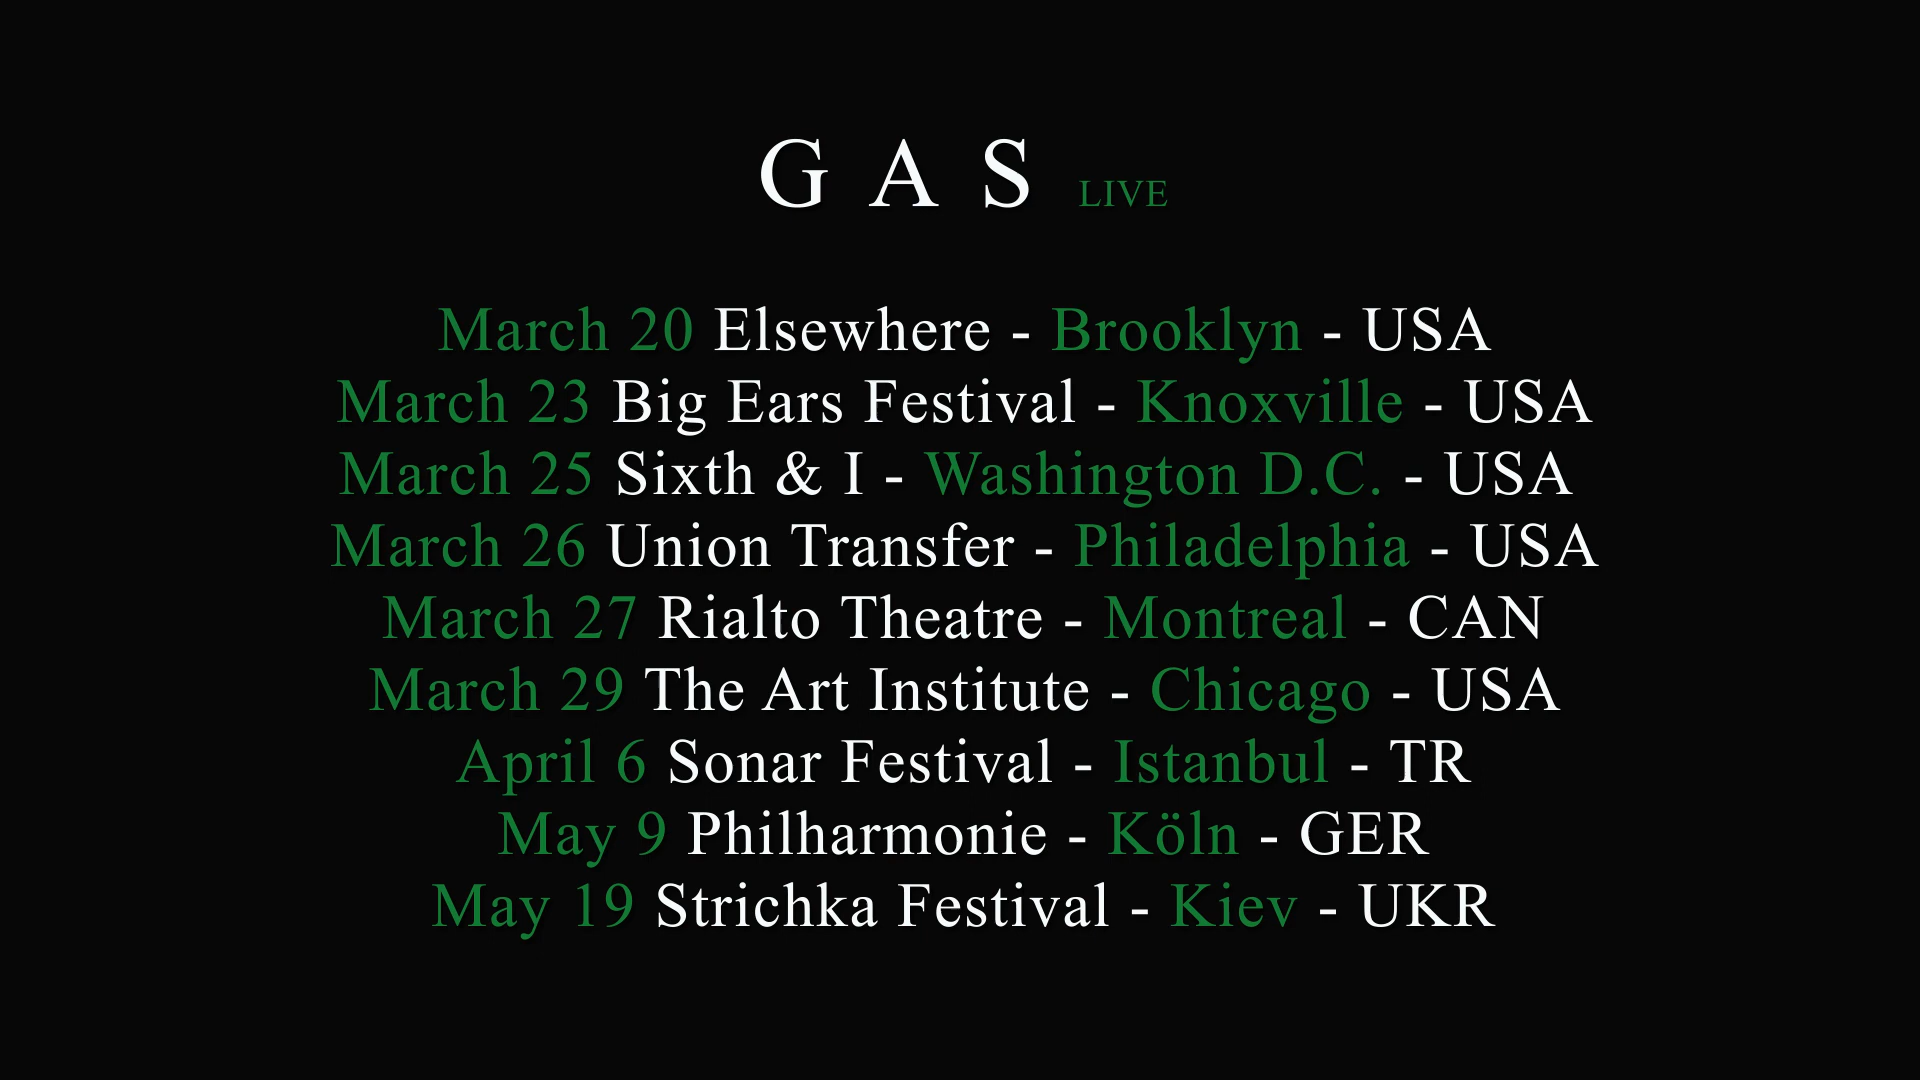 G A S LIVE
March 20 Elsewhere - Brooklyn - USA
March 23 Big Ears Festival - Knoxville - USA
March 25 Sixth & I - Washington D.C. - USA
March 26 Union Transfer - Philadelphia - USA
March 27 Rialto Theatre - Montreal - CAN
March 29 The Art Institute - Chicago - USA
April 6 Sonar Festival - Istanbul - TR
May 9 Philharmonie - Köln - GER
May 19 Strichka Festival - Kiev - UKR